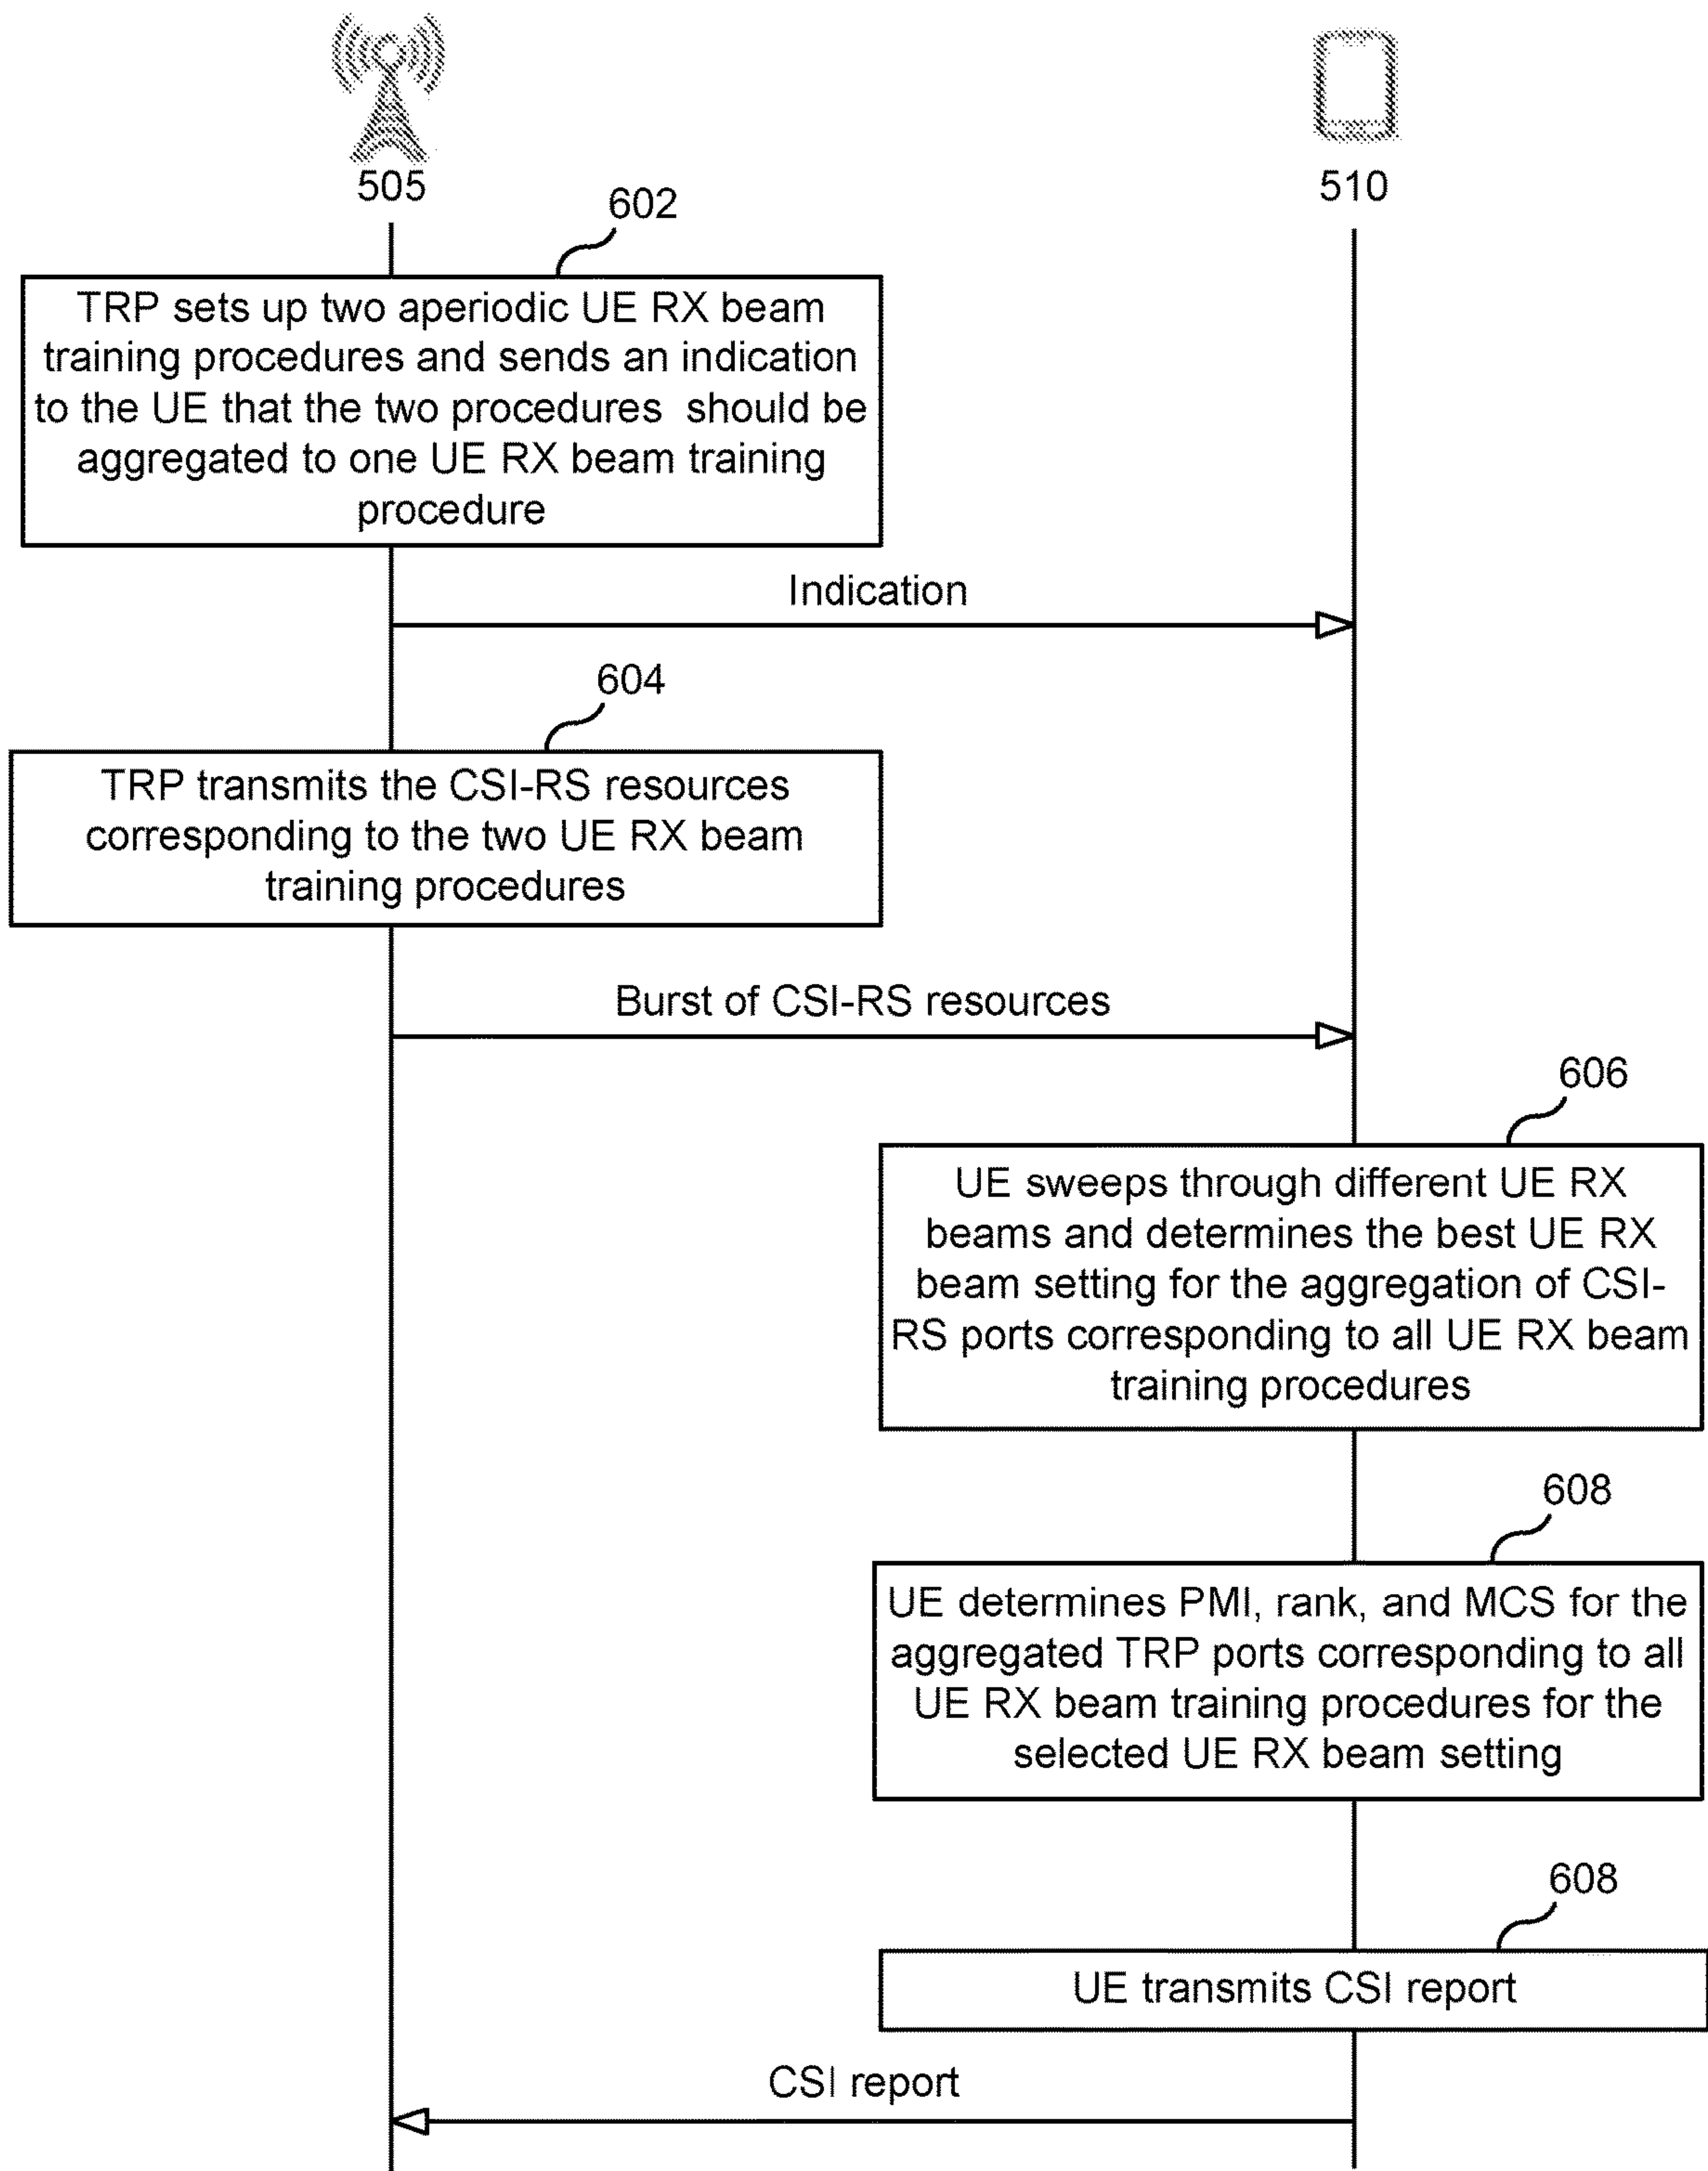 505
510
602
TRP sets up two aperiodic UE RX beam
training procedures and sends an indication
to the UE that the two procedures should be
aggregated to one UE RX beam training
procedure
Indication
604
TRP transmits the CSI-RS resources
corresponding to the two UE RX beam
training procedures
Burst of CSI-RS resources
606
UE sweeps through different UE RX
beams and determines the best UE RX
beam setting for the aggregation of CSI-
RS ports corresponding to all UE RX beam
training procedures
608
UE determines PMI, rank, and MCS for the
aggregated TRP ports corresponding to all
UE RX beam training procedures for the
selected UE RX beam setting
608
UE transmits CSI report
CSI report